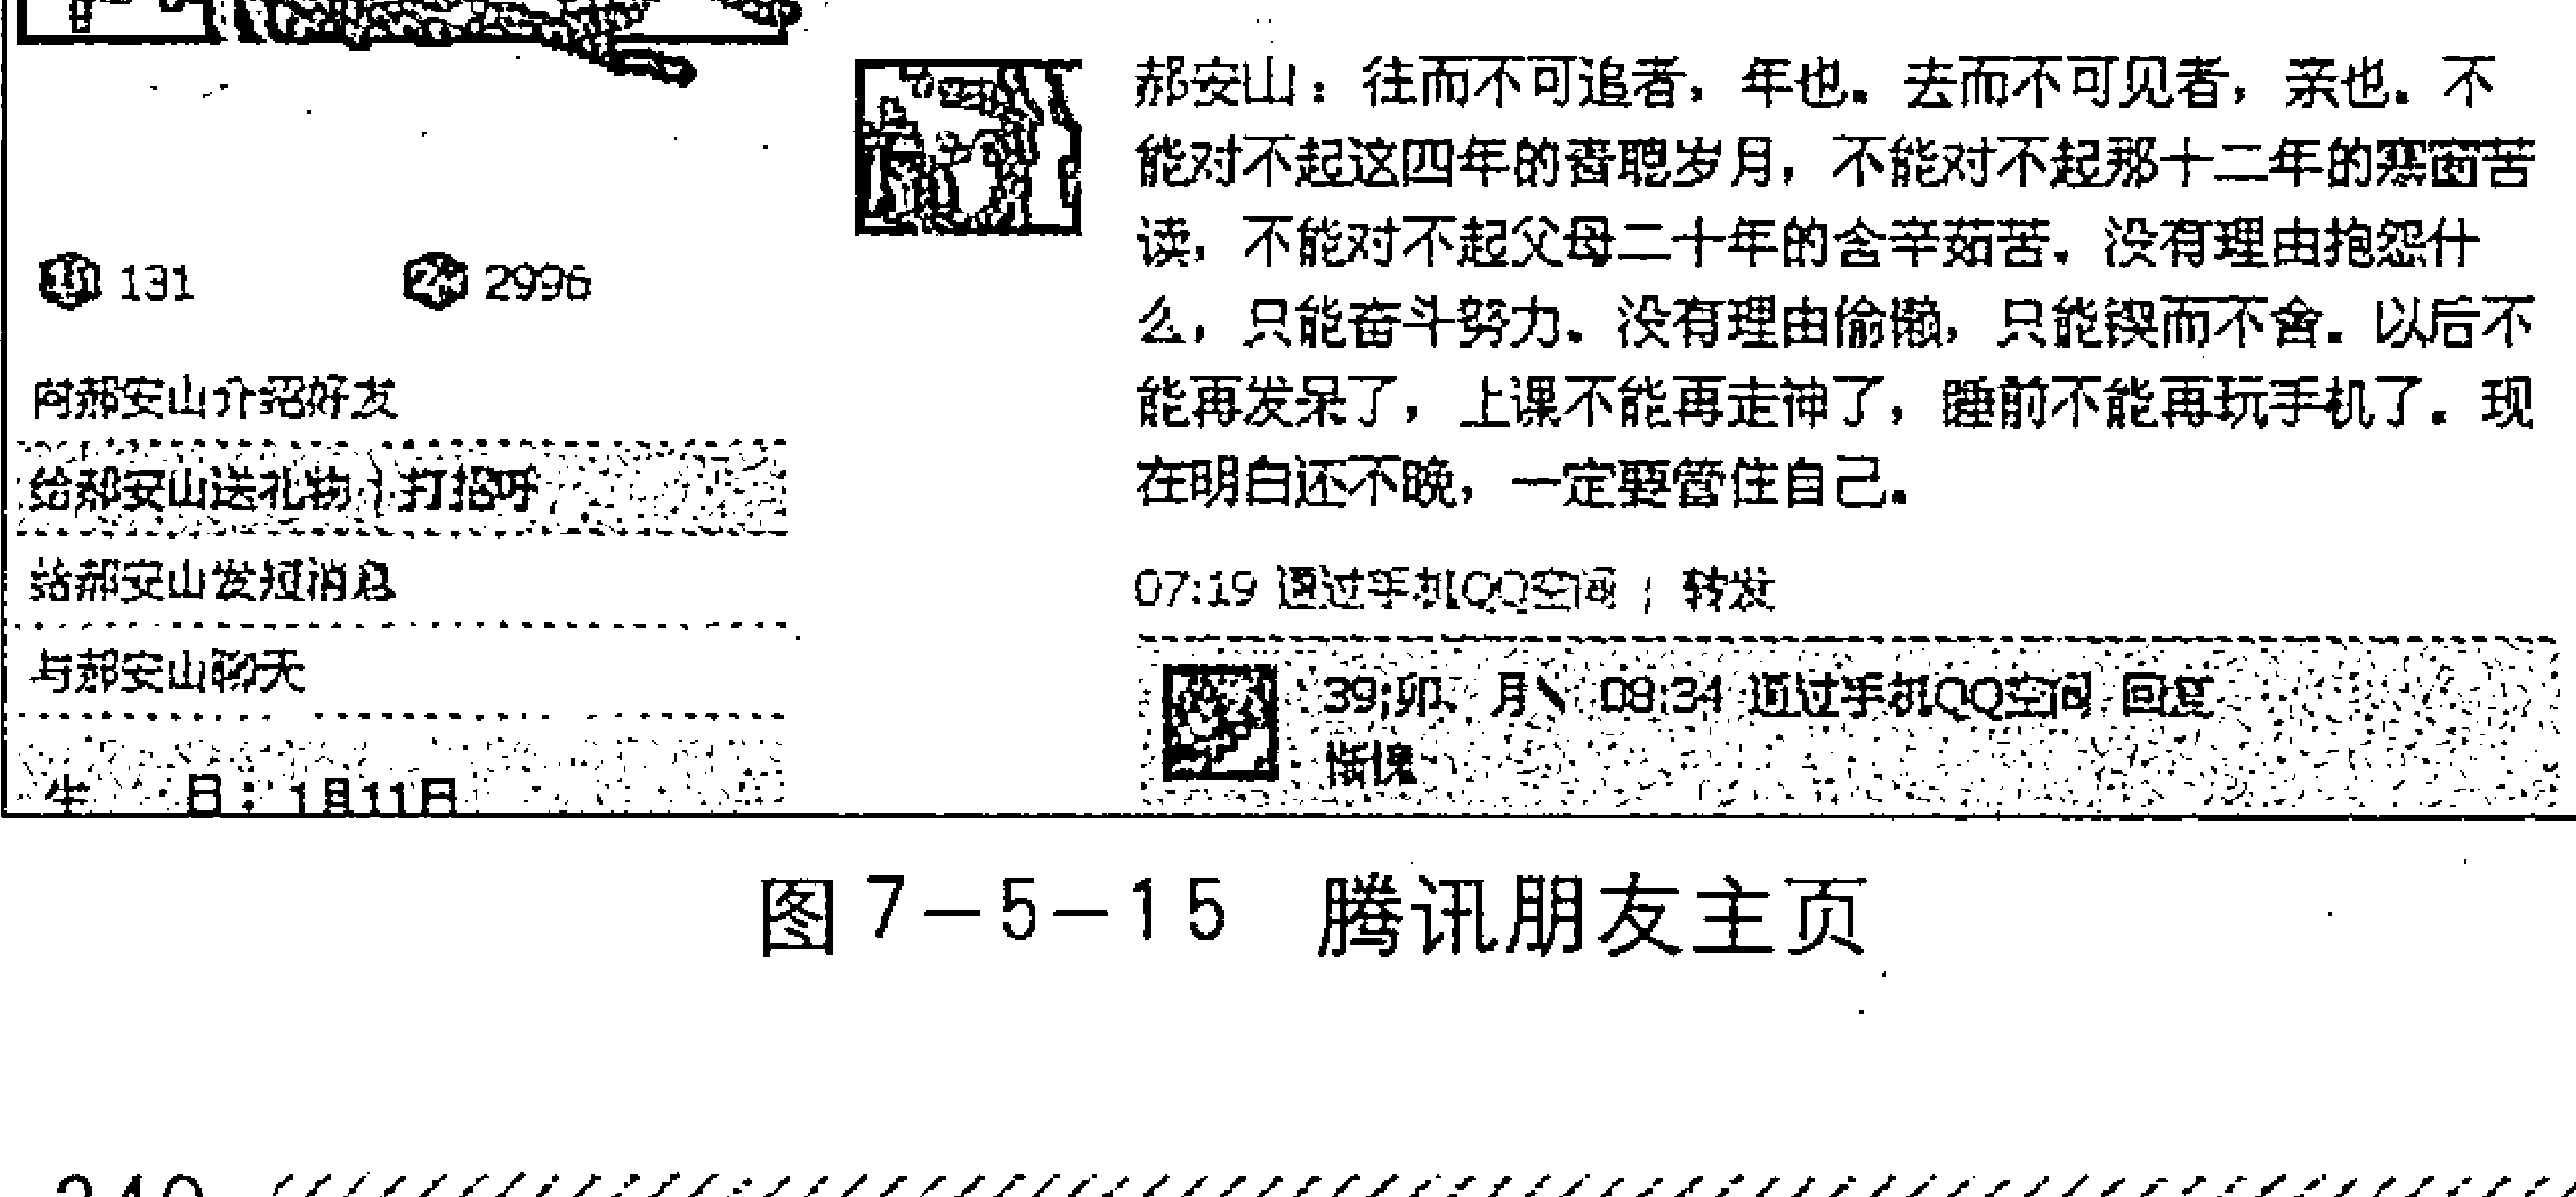 131 2996
向郝安山介绍好友
给郝安山送礼物 | 打招呼
给郝安山发短消息
与郝安山聊天
生 日：1月11日
郝安山：往而不可追者，年也。去而不可见者，亲也。不
能对不起这四年的蹉跎岁月，不能对不起那十二年的寒窗苦
读，不能对不起父母二十年的含辛茹苦。没有理由抱怨什
么，只能奋斗努力。没有理由偷懒，只能锲而不舍。以后不
能再发呆了，上课不能再走神了，睡前不能再玩手机了。现
在明白还不晚，一定要管住自己。
07:19 通过手机QQ空间 | 转发
08:34 通过手机QQ空间 回复
图7-5-15 腾讯朋友主页